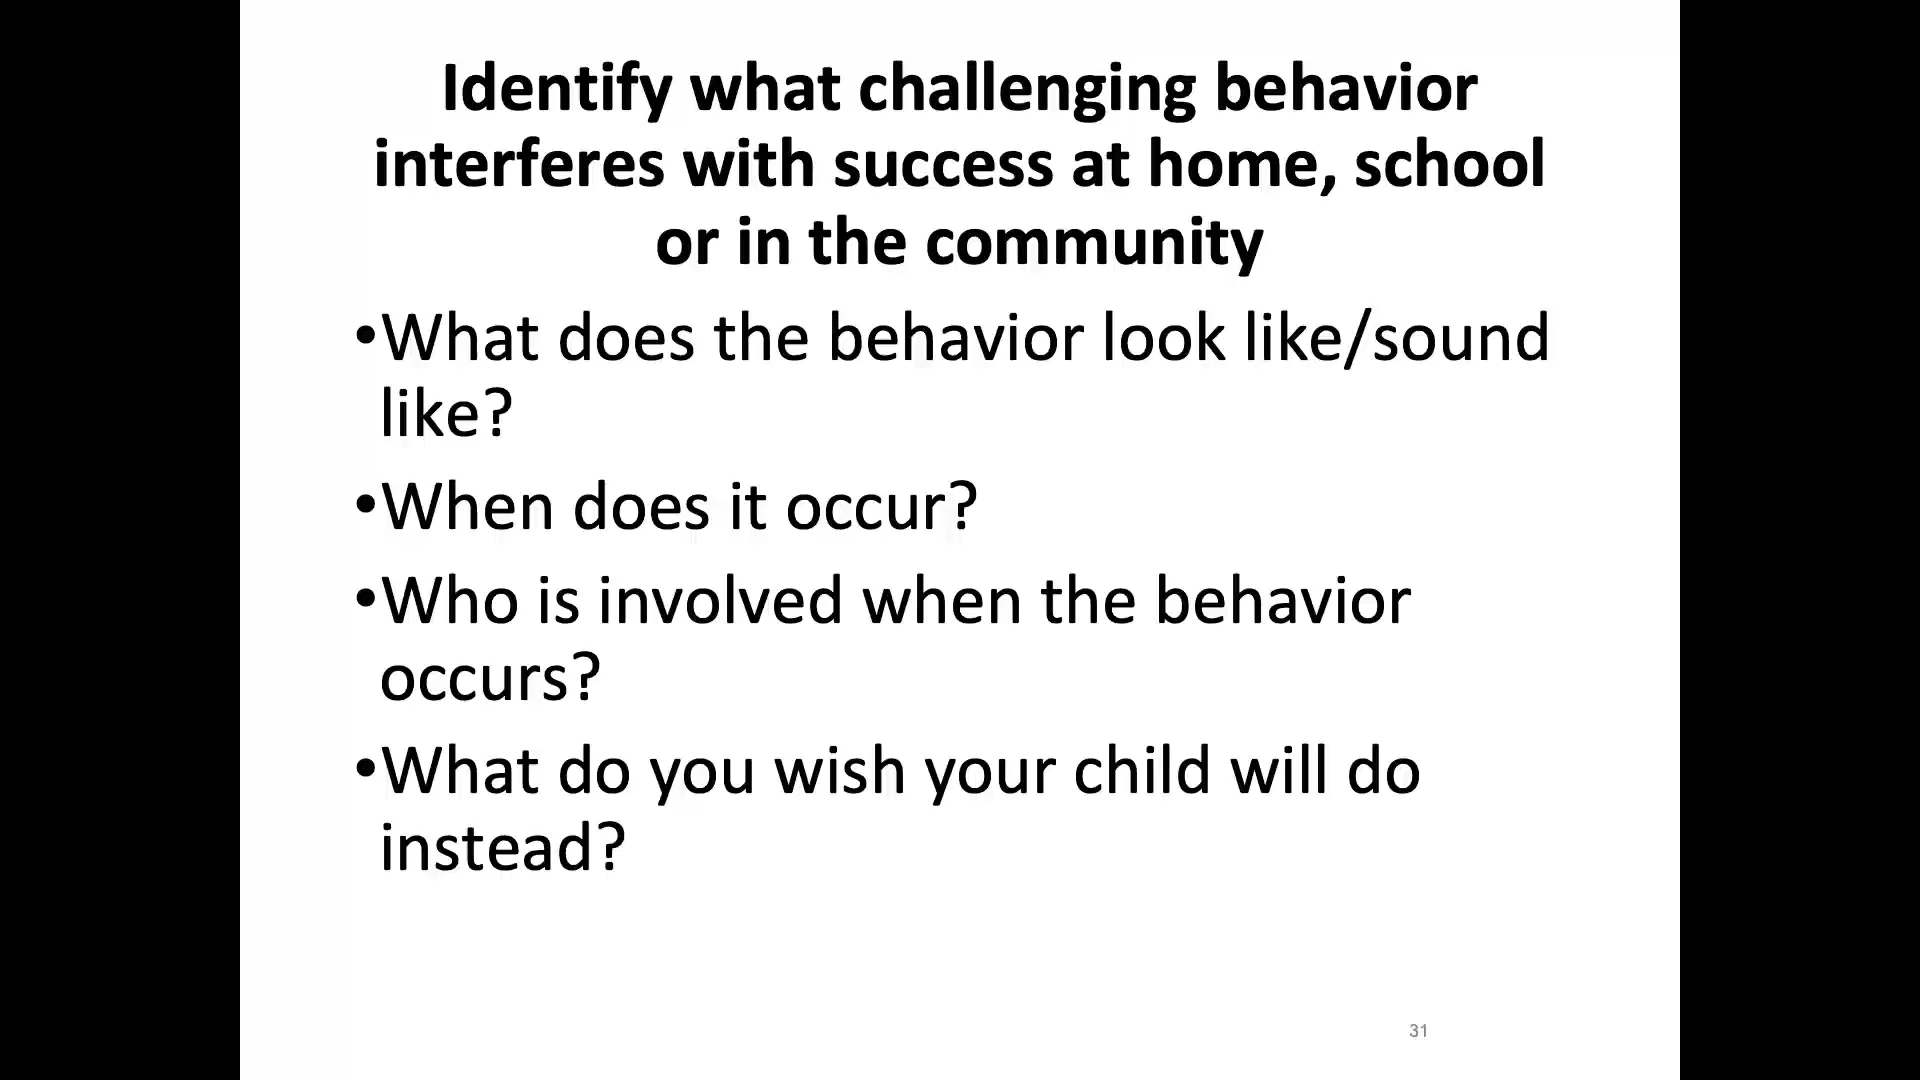 Identify what challenging behavior
interferes with success at home, school
or in the community
•What does the behavior look like/sound
like?
•When does it occur?
•Who is involved when the behavior
occurs?
•What do you wish your child will do
instead?
31